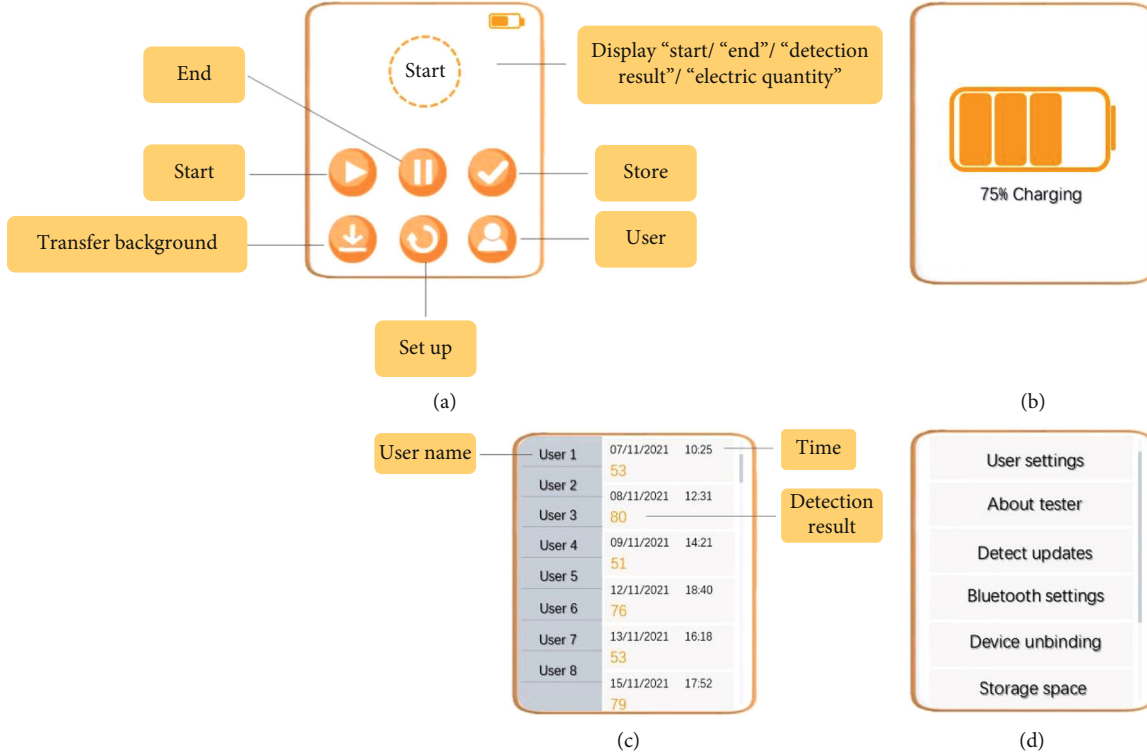 Start
Display “start/ “end”/ “detection
result”/ “electric quantity”
End
Start
Store
Transfer background
User
Set up
(a)
75% Charging
(b)
User name
User 1
User 2
User 3
User 4
User 5
User 6
User 7
User 8
07/11/2021 10:25
53
08/11/2021 12:31
80
09/11/2021 14:21
51
12/11/2021 18:40
76
13/11/2021 16:18
53
15/11/2021 17:52
79
Time
Detection
result
(c)
User settings
About tester
Detect updates
Bluetooth settings
Device unbinding
Storage space
(d)